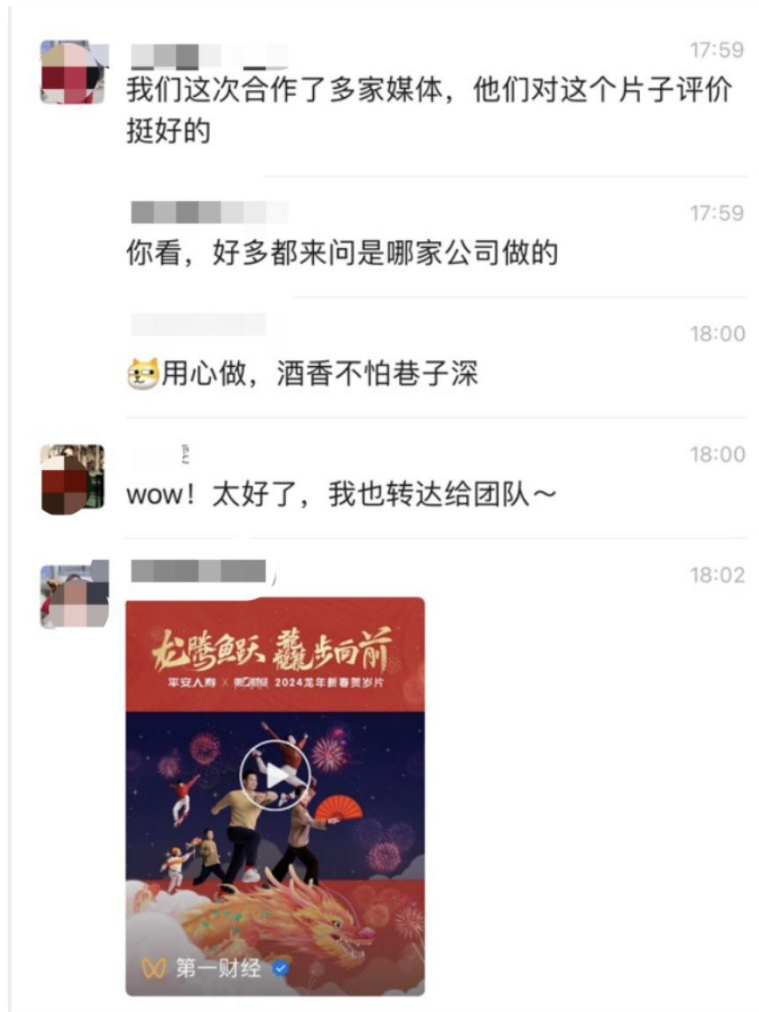 17:59
我们这次合作了多家媒体，他们对这个片子评价
挺好的
17:59
你看，好多都来问是哪家公司做的
18:00
用心做，酒香不怕巷子深
18:00
wow！太好了，我也转达给团队～
18:02
龙腾鱼跃 龘步向前
平安人寿 × 2024龙年新春贺岁片
第一财经